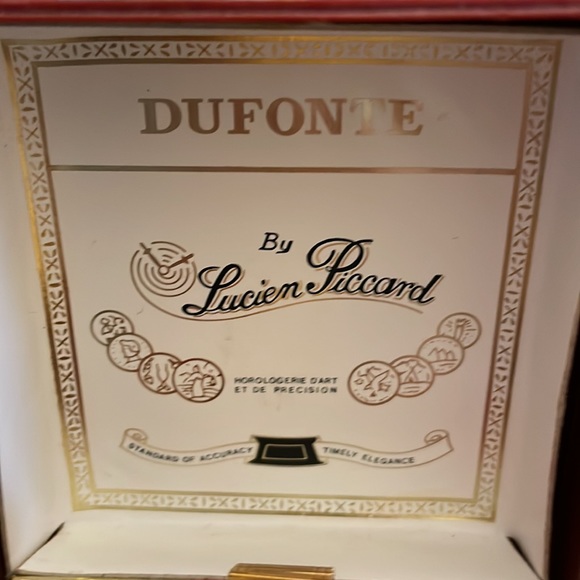 DUFONTE
By
Lucien Piccard
HOROLOGERIE D'ART
ET DE PRECISION
STANDARD OF ACCURACY TIMELY ELEGANCE